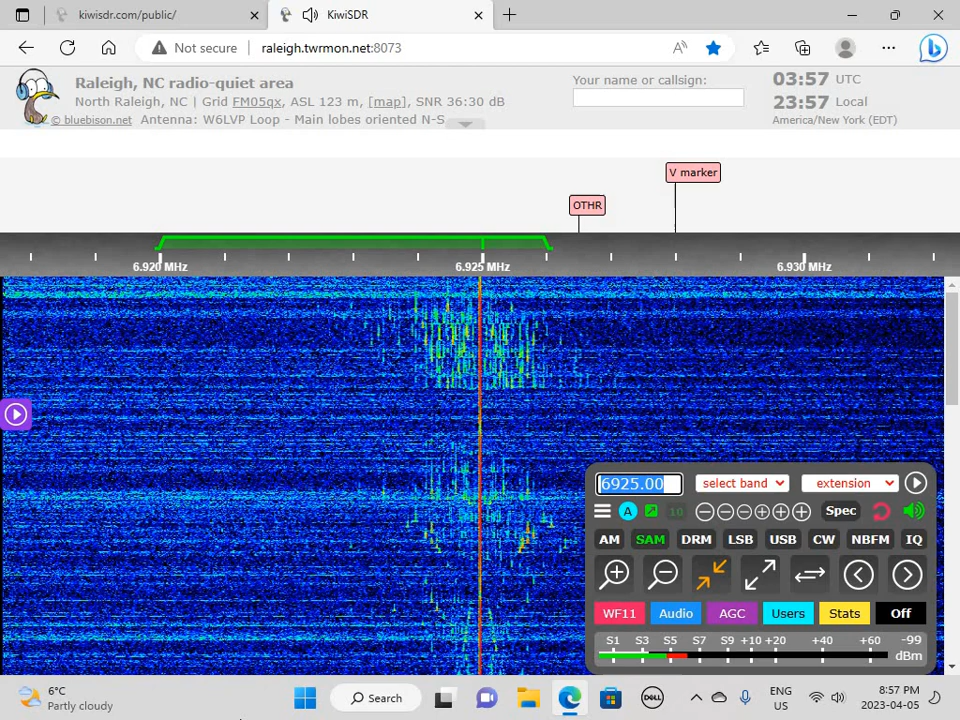 kiwisdr.com/public/
KiwiSDR
Not secure
raleigh.twrmon.net:8073
Raleigh, NC radio-quiet area
North Raleigh, NC | Grid FM05qx, ASL 123 m, [map], SNR 36:30 dB
© bluebison.net Antenna: W6LVP Loop - Main lobes oriented N-S
Your name or callsign:
03:57 UTC
23:57 Local
America/New York (EDT)
V marker
OTHR
6.920 MHz 6.925 MHz 6.930 MHz
6925.00 select band extension
A 10 Spec
AM SAM DRM LSB USB CW NBFM IQ
WF11 Audio AGC Users Stats Off
S1 S3 S5 S7 S9 +10 +20 +40 +60 -99
dBm
6°C
Partly cloudy
Search
DELL
ENG
US
8:57 PM
2023-04-05